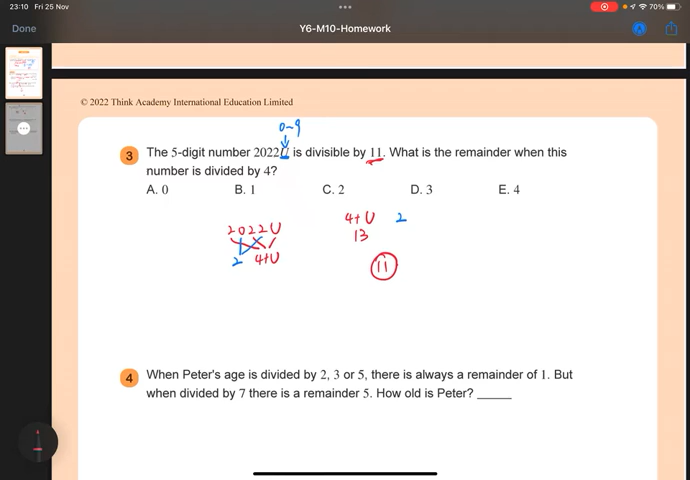 23:10 Fri 25 Nov
70%
Done
Y6-M10-Homework
© 2022 Think Academy International Education Limited
0~9
3 The 5-digit number 2022U is divisible by 11. What is the remainder when this
number is divided by 4?
A. 0 B. 1 C. 2 D. 3 E. 4
2022U 4+U 2
13
2 4+U
11
4 When Peter's age is divided by 2, 3 or 5, there is always a remainder of 1. But
when divided by 7 there is a remainder 5. How old is Peter? ______